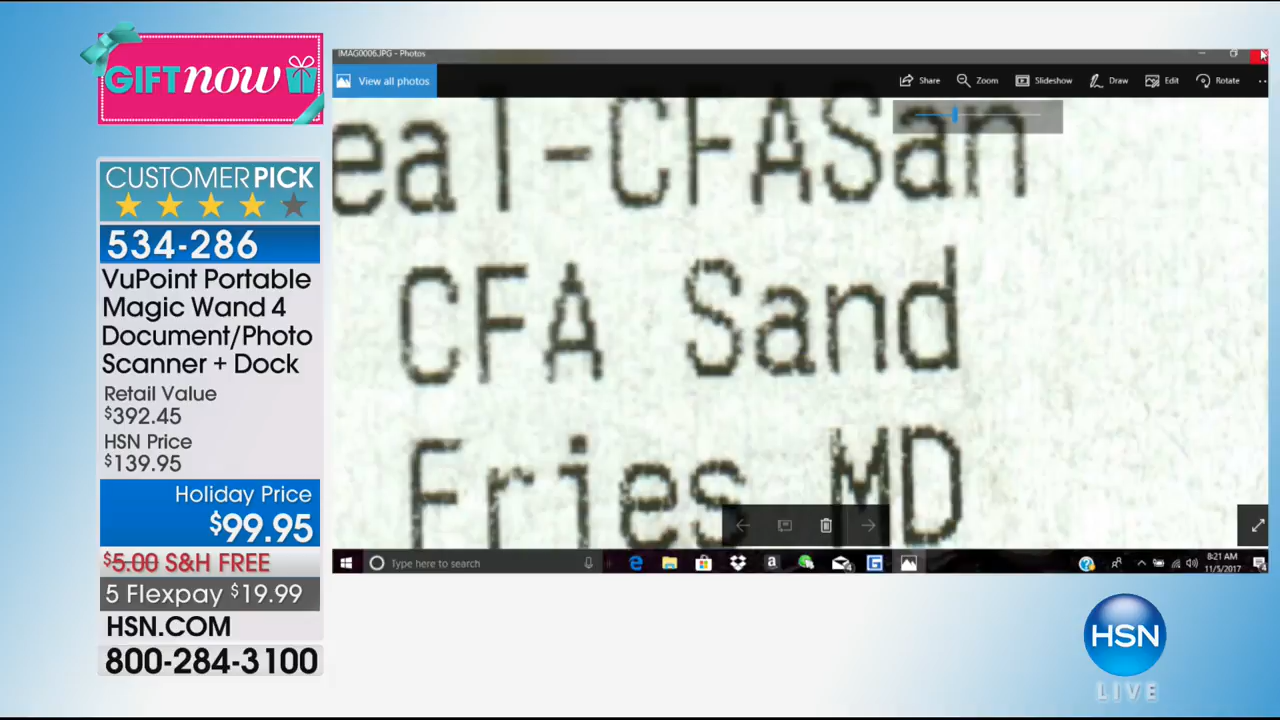 GIFT now
CUSTOMER PICK
534-286
VuPoint Portable
Magic Wand 4
Document/Photo
Scanner + Dock
Retail Value
$392.45
HSN Price
$139.95
Holiday Price
$99.95
$5.00 S&H FREE
5 Flexpay $19.99
HSN.COM
800-284-3100
IMAG0006.JPG - Photos
View all photos
Share
Zoom
Slideshow
Draw
Edit
Rotate
eal-CFASan
CFA Sand
Fries MD
Type here to search
8:21 AM
11/5/2017
HSN
LIVE